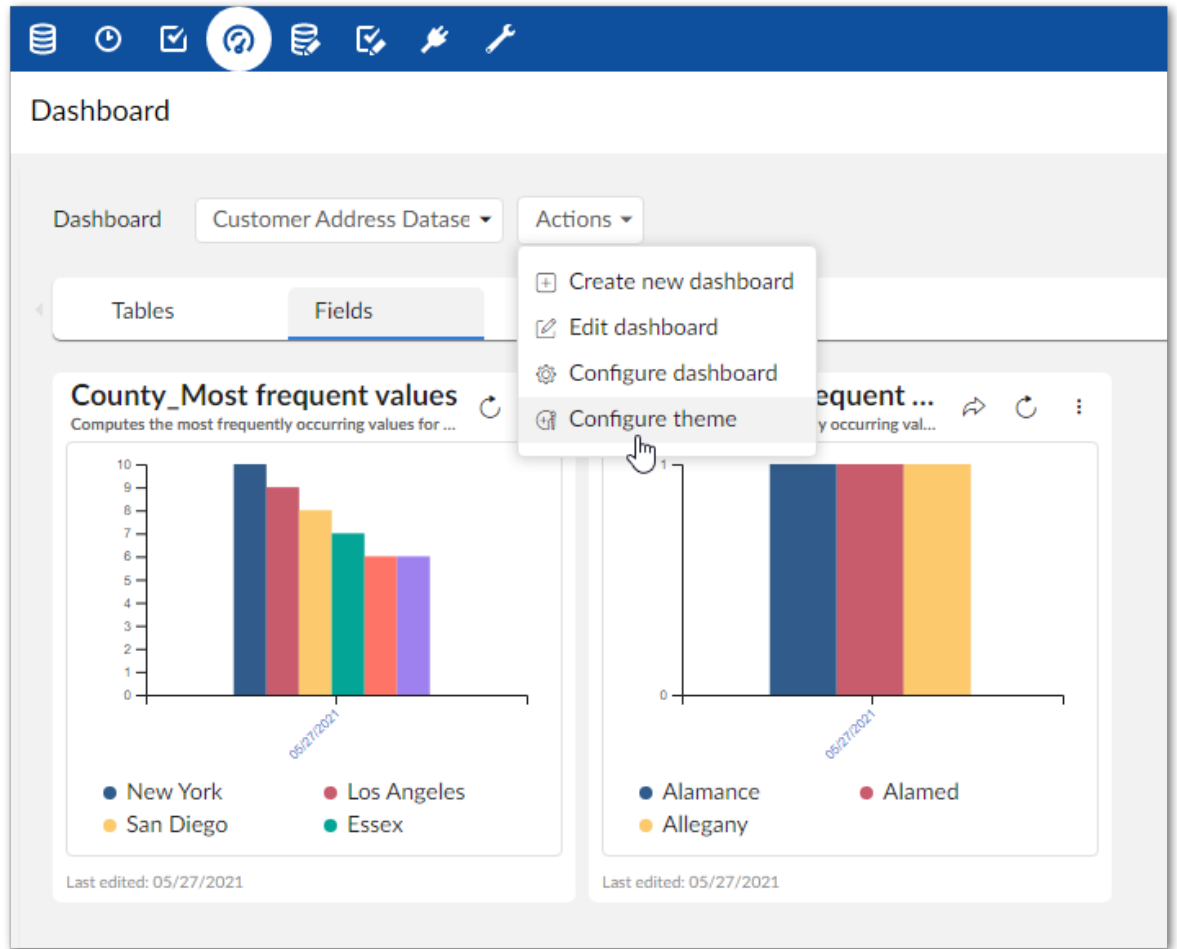 Dashboard
Dashboard Customer Address Datase Actions
Create new dashboard
Edit dashboard
Configure dashboard
Configure theme
Tables Fields
County_Most frequent values
Computes the most frequently occurring values for ...
10
9
8
7
6
5
4
3
2
1
0
05/27/2021
New York Los Angeles
San Diego Essex
Last edited: 05/27/2021
equent ...
y occurring val...
1
0
05/27/2021
Alamance Alamed
Allegany
Last edited: 05/27/2021